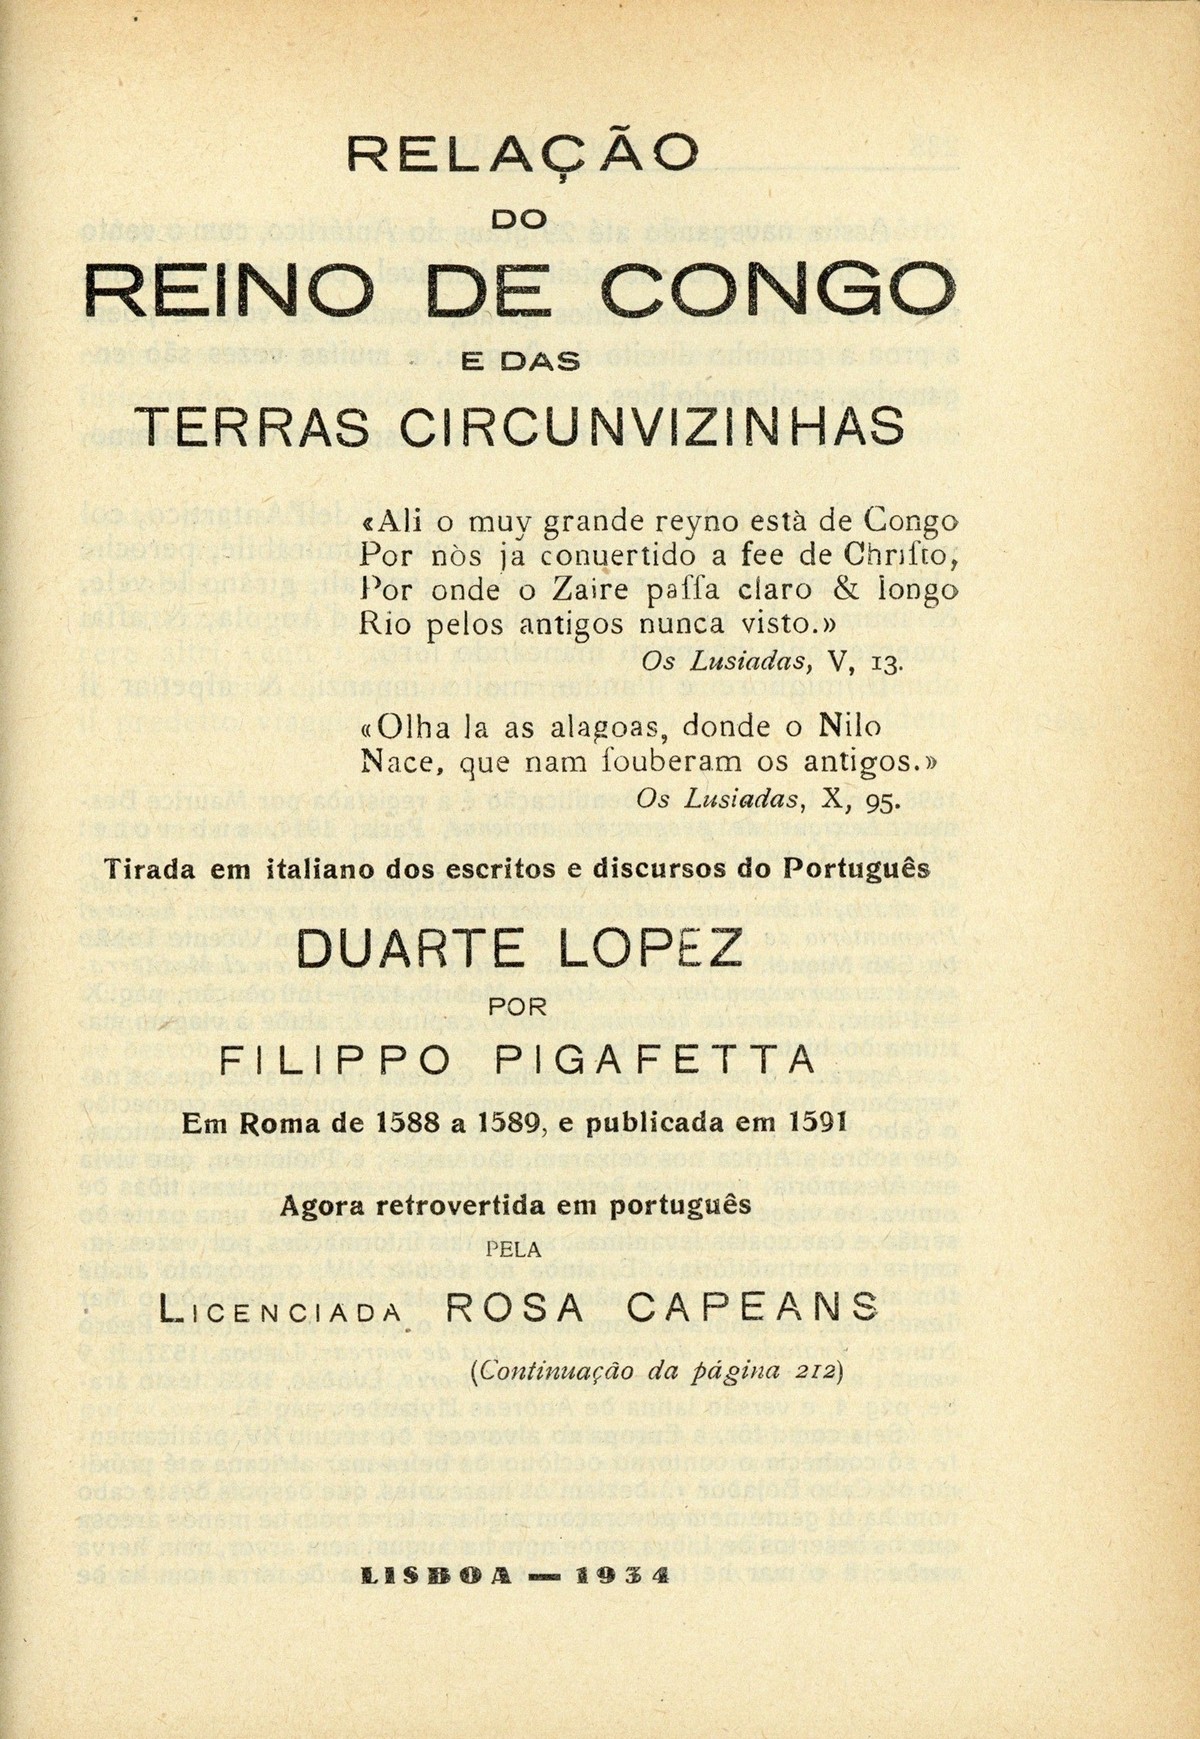 RELAÇÃO
DO
REINO DE CONGO
E DAS
TERRAS CIRCUNVIZINHAS
«Ali o muy grande reyno està de Congo
Por nòs ja conuertido a fee de Chriſto,
Por onde o Zaire paſſa claro & longo
Rio pelos antigos nunca visto.»
Os Lusiadas, V, 13.
«Olha la as alagoas, donde o Nilo
Nace, que nam ſouberam os antigos.»
Os Lusiadas, X, 95.
Tirada em italiano dos escritos e discursos do Português
DUARTE LOPEZ
POR
FILIPPO PIGAFETTA
Em Roma de 1588 a 1589, e publicada em 1591
Agora retrovertida em português
PELA
LICENCIADA ROSA CAPEANS
(Continuação da página 212)
LISBOA — 1934